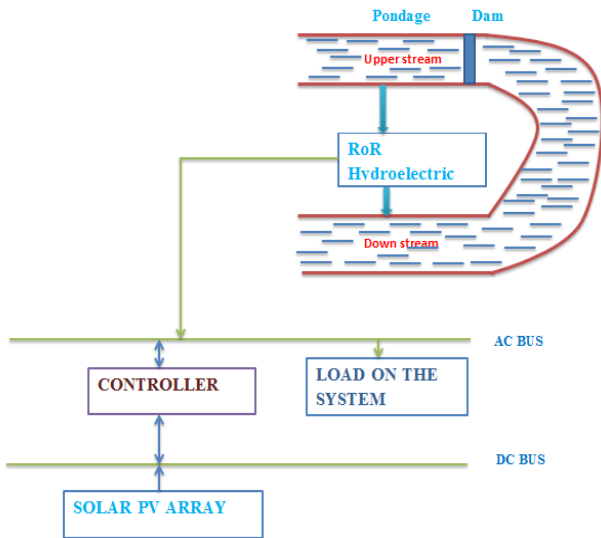 Pondage Dam
Upper stream
RoR
Hvdroelectric
Down stream
AC BUS
CONTROLLER
LOAD ON THE
SYSTEM
DC BUS
SOLAR PV ARRAY